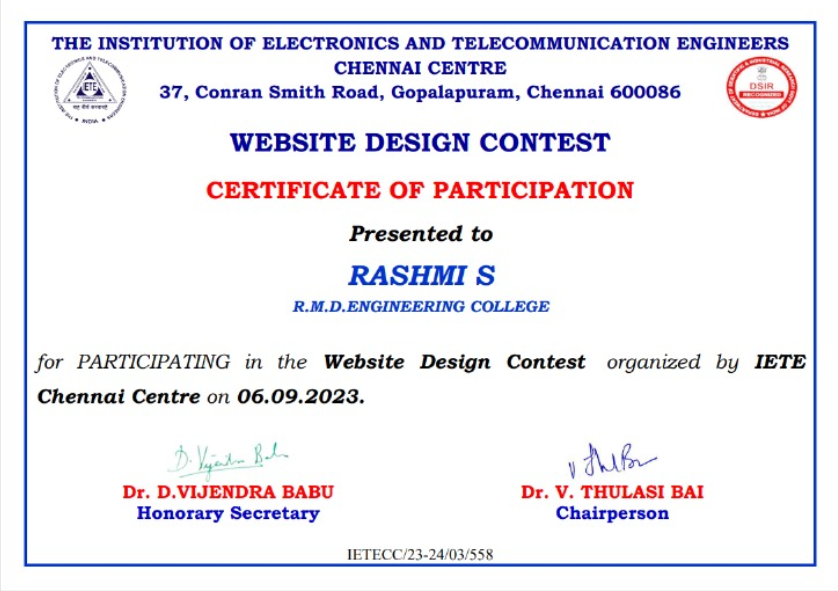 THE INSTITUTION OF ELECTRONICS AND TELECOMMUNICATION ENGINEERS
CHENNAI CENTRE
37, Conran Smith Road, Gopalapuram, Chennai 600086
IETE
INDIA
DSIR
RECOGNIZED
WEBSITE DESIGN CONTEST
CERTIFICATE OF PARTICIPATION
Presented to
RASHMI S
R.M.D.ENGINEERING COLLEGE
for PARTICIPATING in the Website Design Contest organized by IETE
Chennai Centre on 06.09.2023.
D. Vijendra Babu
Dr. D.VIJENDRA BABU
Honorary Secretary
Dr. V. THULASI BAI
Chairperson
IETECC/23-24/03/558